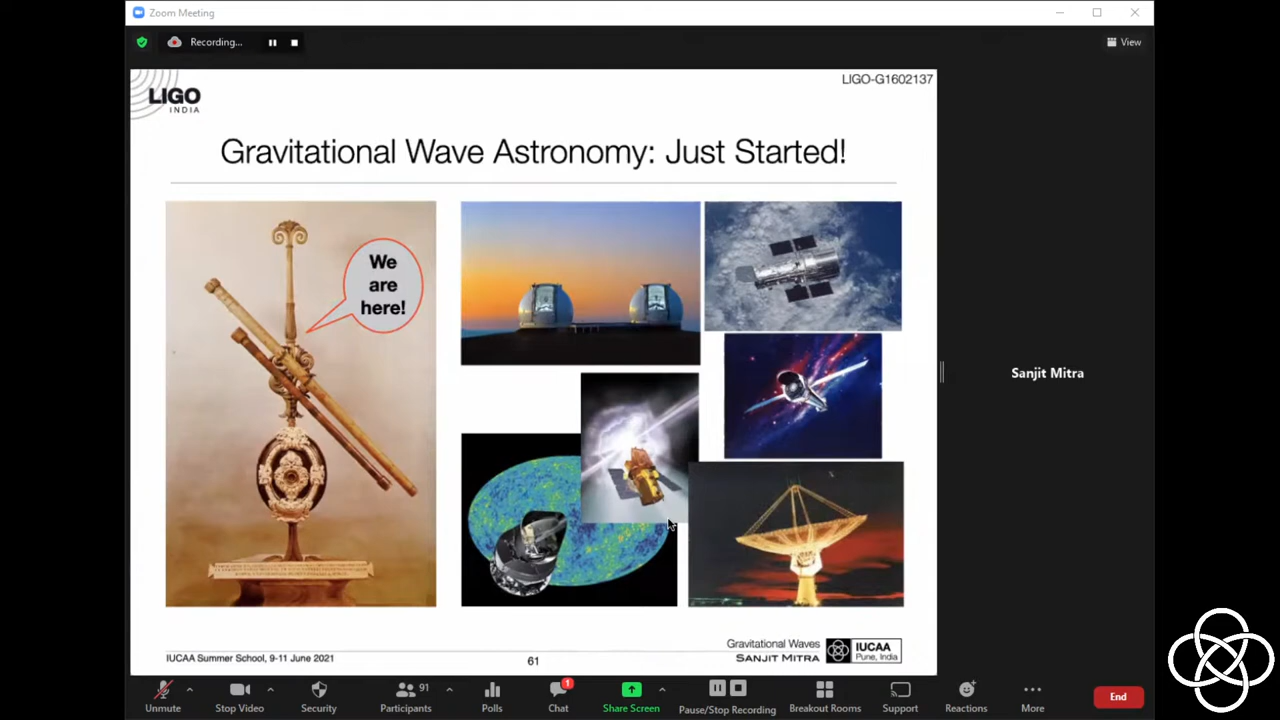 Zoom Meeting
Recording...
View
LIGO-G1602137
LIGO
INDIA
Gravitational Wave Astronomy: Just Started!
We
are
here!
Sanjit Mitra
Gravitational Waves
SANJIT MITRA
IUCAA
Pune, India
IUCAA Summer School, 9-11 June 2021
61
Unmute
Stop Video
Security
91
Participants
Polls
1
Chat
Share Screen
Pause/Stop Recording
Breakout Rooms
Support
Reactions
More
End